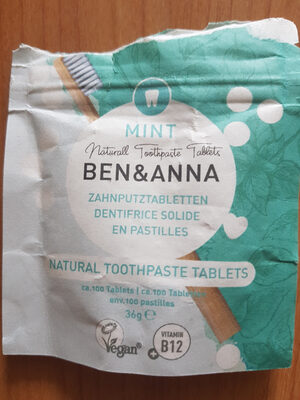 MINT
Naturall Toothpaste Tablets
BEN&ANNA
ZAHNPUTZTABLETTEN
DENTIFRICE SOLIDE
EN PASTILLES
NATURAL TOOTHPASTE TABLETS
ca.100 Tablets | ca.100 Tabletten
env.100 pastilles
36g ℮
Vegan
+ VITAMIN
B12